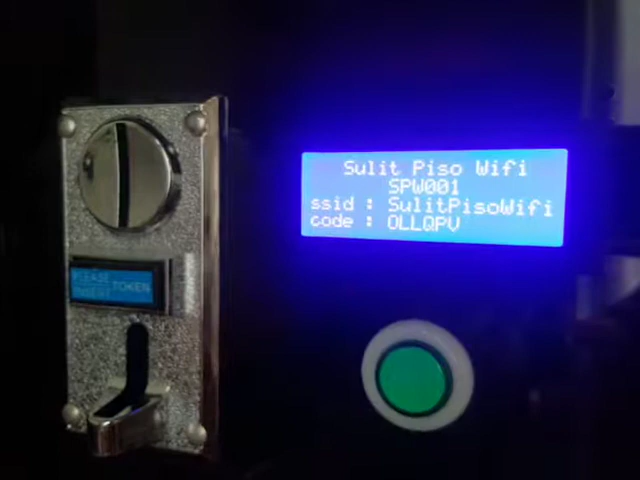 Sulit Piso Wifi
SPW001
ssid : SulitPisoWifi
code : OLLQPV
PLEASE
INSERT TOKEN